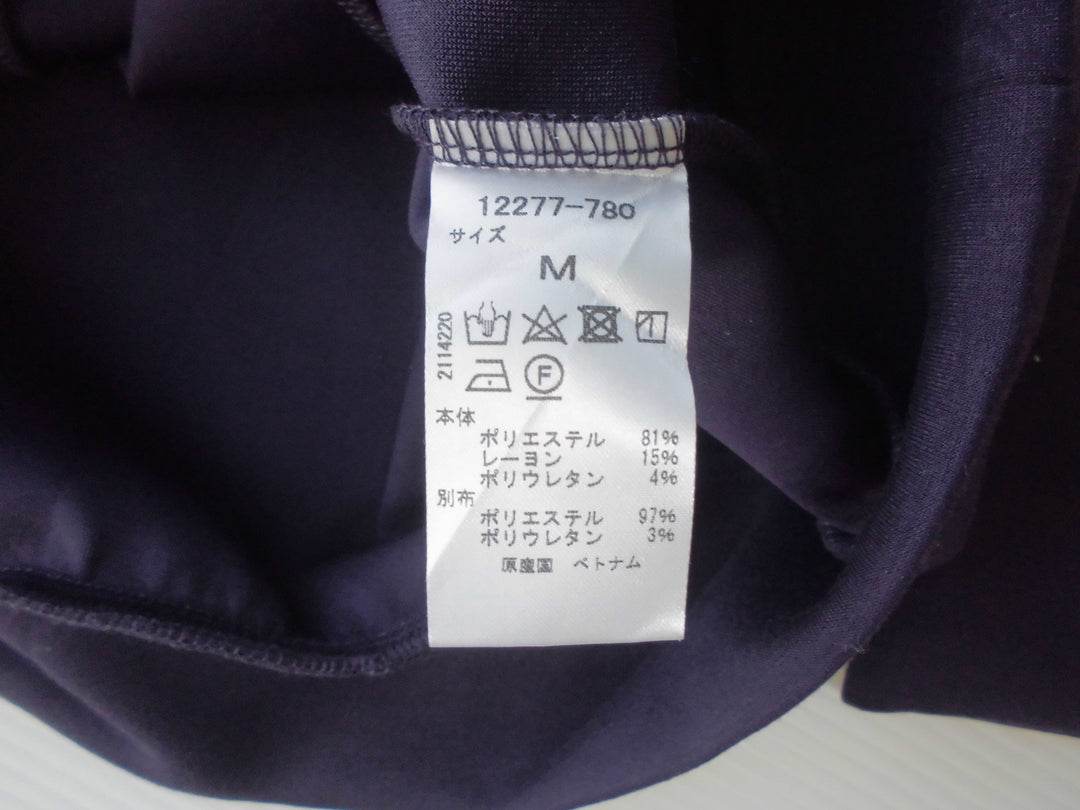 12277-780
サイズ
M
2114220
F
本体
ポリエステル 81%
レーヨン 15%
ポリウレタン 4%
別布
ポリエステル 97%
ポリウレタン 3%
原産国 ベトナム